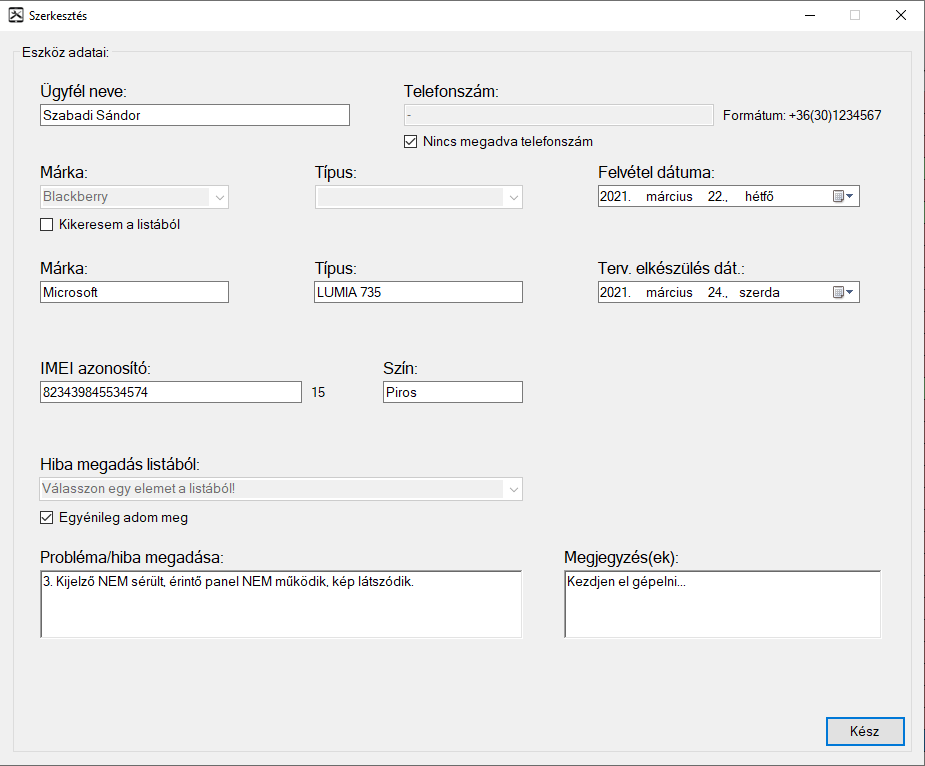 Szerkesztés
Eszköz adatai:
Ügyfél neve:
Szabadi Sándor
Telefonszám:
-
Formátum: +36(30)1234567
Nincs megadva telefonszám
Márka:
Blackberry
Kikeresem a listából
Típus:
Felvétel dátuma:
2021. március 22., hétfő
Márka:
Microsoft
Típus:
LUMIA 735
Terv. elkészülés dát.:
2021. március 24., szerda
IMEI azonosító:
823439845534574
15
Szín:
Piros
Hiba megadás listából:
Válasszon egy elemet a listából!
Egyénileg adom meg
Probléma/hiba megadása:
3. Kijelző NEM sérült, érintő panel NEM működik, kép látszódik.
Megjegyzés(ek):
Kezdjen el gépelni...
Kész